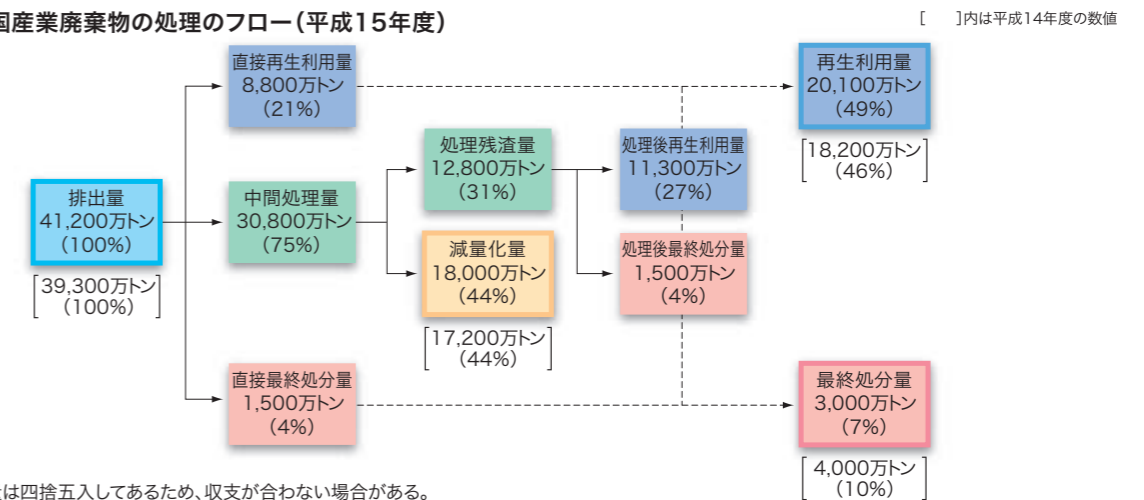 国産業廃棄物の処理のフロー(平成15年度)
[ ]内は平成14年度の数値
直接再生利用量
8,800万トン
(21%)
再生利用量
20,100万トン
(49%)
[18,200万トン]
(46%)
処理残渣量
12,800万トン
(31%)
処理後再生利用量
11,300万トン
(27%)
排出量
41,200万トン
(100%)
[39,300万トン]
(100%)
中間処理量
30,800万トン
(75%)
減量化量
18,000万トン
(44%)
[17,200万トン]
(44%)
処理後最終処分量
1,500万トン
(4%)
直接最終処分量
1,500万トン
(4%)
最終処分量
3,000万トン
(7%)
[4,000万トン]
(10%)
は四捨五入してあるため、収支が合わない場合がある。